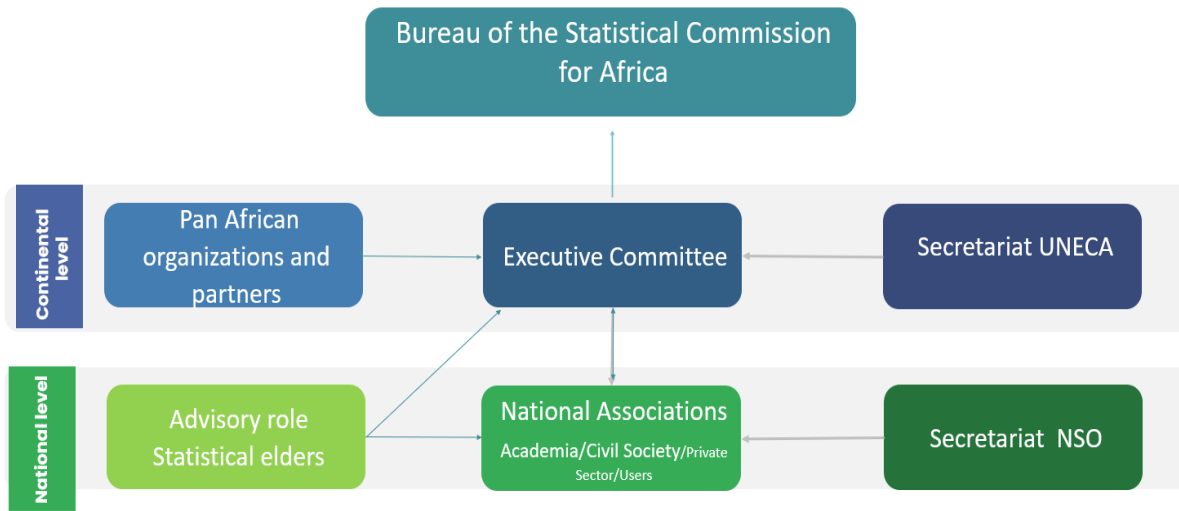 Bureau of the Statistical Commission
for Africa
Continental
level
Pan African
organizations and
partners
Executive Committee
Secretariat UNECA
National level
Advisory role
Statistical elders
National Associations
Academia/Civil Society/Private
Sector/Users
Secretariat NSO